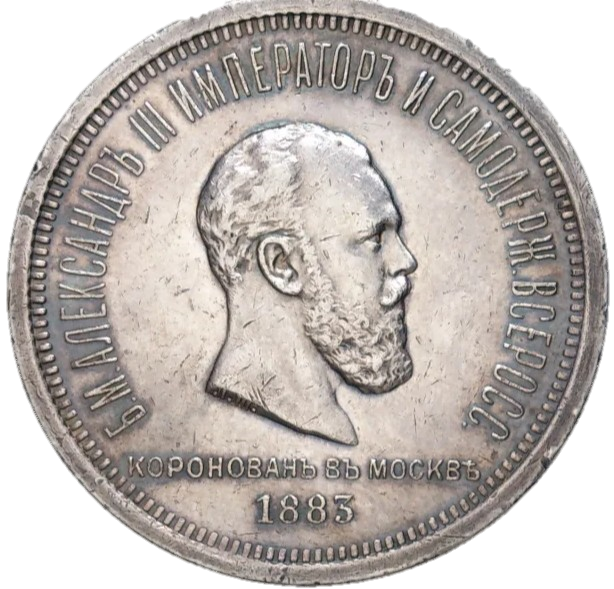 Б.М.АЛЕКСАНДРЪ III ИМПЕРАТОРЪ И САМОДЕРЖ.ВСЕРОСС.
КОРОНОВАНЪ ВЪ МОСКВѢ
1883